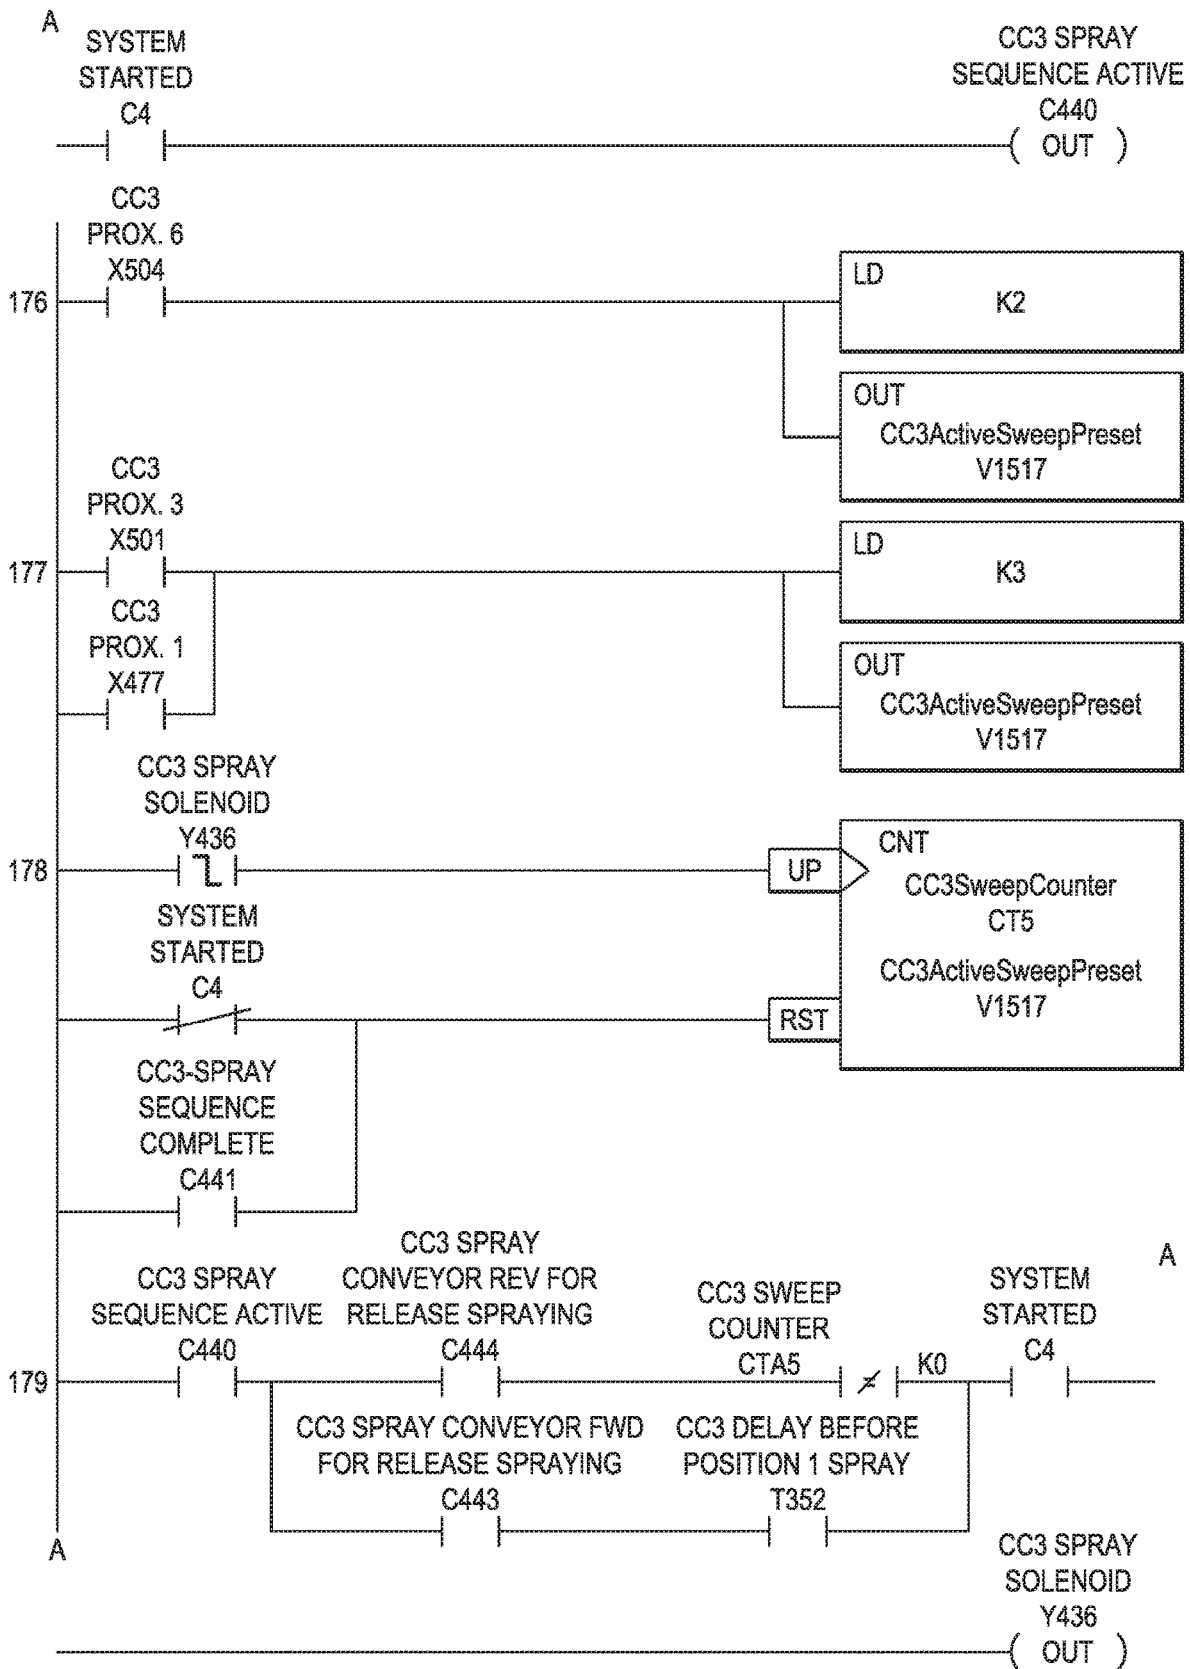 A
SYSTEM
STARTED
C4
CC3 SPRAY
SEQUENCE ACTIVE
C440
( OUT )
CC3
PROX. 6
X504
176
LD
K2
OUT
CC3ActiveSweepPreset
V1517
CC3
PROX. 3
X501
177
LD
K3
CC3
PROX. 1
X477
OUT
CC3ActiveSweepPreset
V1517
CC3 SPRAY
SOLENOID
Y436
178
UP
CNT
CC3SweepCounter
CT5
CC3ActiveSweepPreset
V1517
SYSTEM
STARTED
C4
RST
CC3-SPRAY
SEQUENCE
COMPLETE
C441
A
CC3 SPRAY
SEQUENCE ACTIVE
C440
CC3 SPRAY
CONVEYOR REV FOR
RELEASE SPRAYING
C444
CC3 SWEEP
COUNTER
CTA5
≠
K0
SYSTEM
STARTED
C4
179
CC3 SPRAY CONVEYOR FWD
FOR RELEASE SPRAYING
C443
CC3 DELAY BEFORE
POSITION 1 SPRAY
T352
A
CC3 SPRAY
SOLENOID
Y436
( OUT )